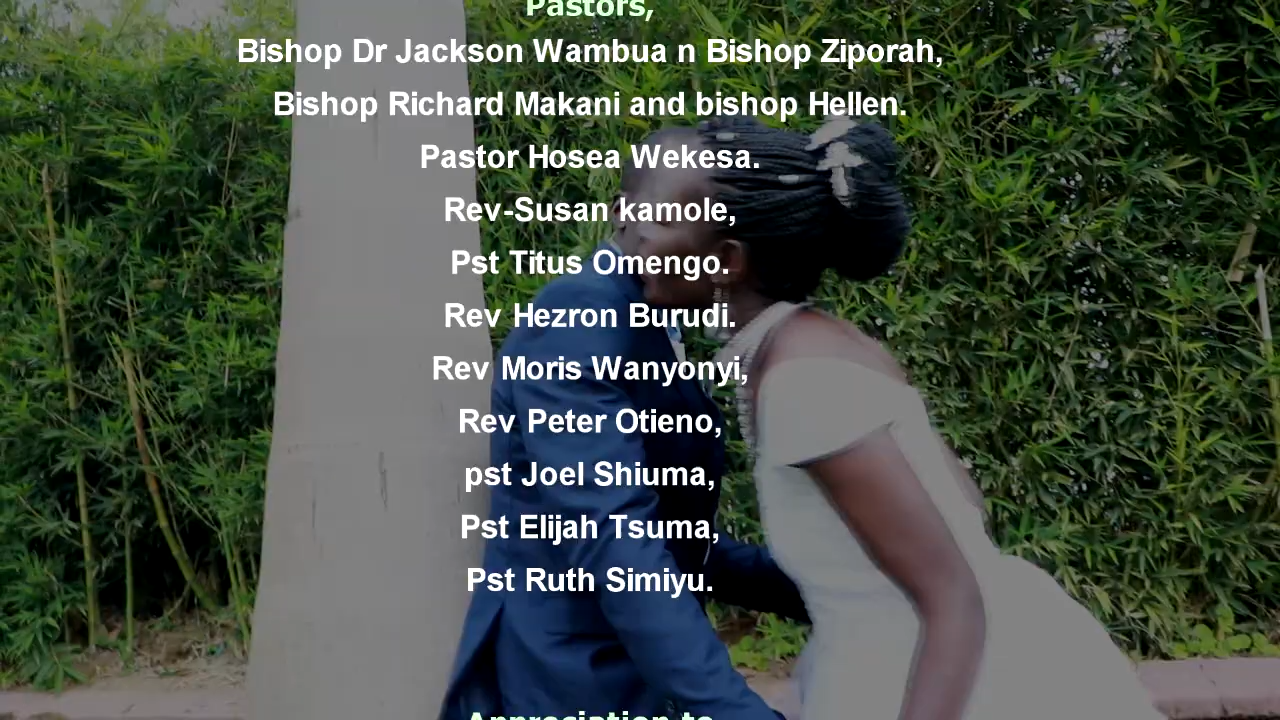 Pastors,
Bishop Dr Jackson Wambua n Bishop Ziporah,
Bishop Richard Makani and bishop Hellen.
Pastor Hosea Wekesa.
Rev-Susan kamole,
Pst Titus Omengo.
Rev Hezron Burudi.
Rev Moris Wanyonyi,
Rev Peter Otieno,
pst Joel Shiuma,
Pst Elijah Tsuma,
Pst Ruth Simiyu.
Appreciation to